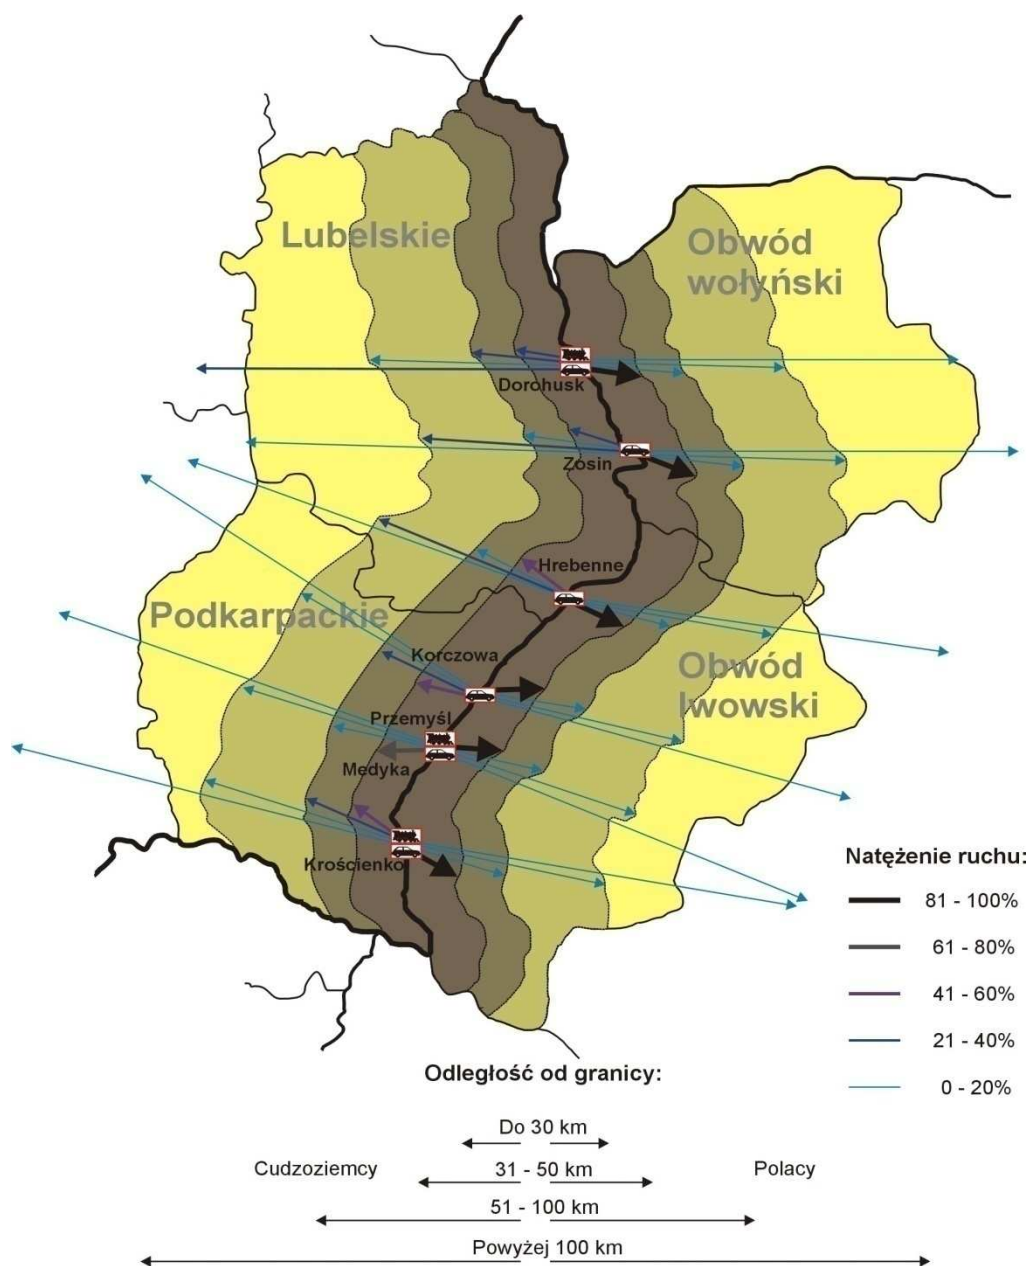 Lubelskie
Obwód
wołyński
Dorohusk
Zosin
Hrebenne
Podkarpackie
Korczowa
Obwód
lwowski
Przemyśl
Medyka
Krościenko
Natężenie ruchu:
81 - 100%
61 - 80%
41 - 60%
21 - 40%
0 - 20%
Odległość od granicy:
Do 30 km
Cudzoziemcy
31 - 50 km
Polacy
51 - 100 km
Powyżej 100 km